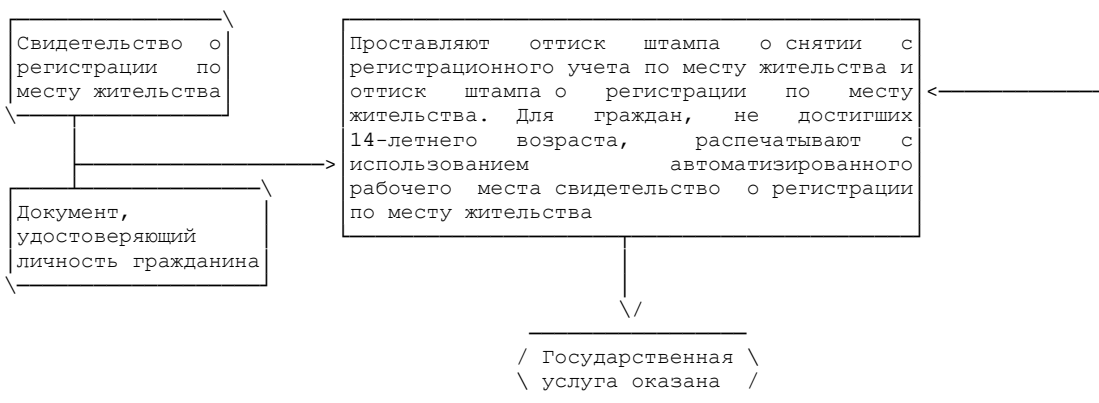 Свидетельство о
регистрации по
месту жительства
Проставляют оттиск штампа о снятии с
регистрационного учета по месту жительства и
оттиск штампа о регистрации по месту
жительства. Для граждан, не достигших
14-летнего возраста, распечатывают с
использованием автоматизированного
рабочего места свидетельство о регистрации
по месту жительства
Документ,
удостоверяющий
личность гражданина
Государственная
услуга оказана